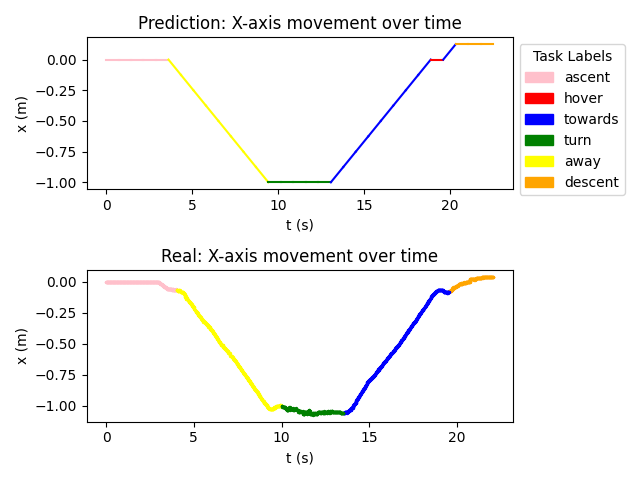 Prediction: X-axis movement over time
0.00
−0.25
−0.50
−0.75
−1.00
x (m)
0 5 10 15 20
t (s)
Task Labels
ascent
hover
towards
turn
away
descent
Real: X-axis movement over time
0.00
−0.25
−0.50
−0.75
−1.00
x (m)
0 5 10 15 20
t (s)